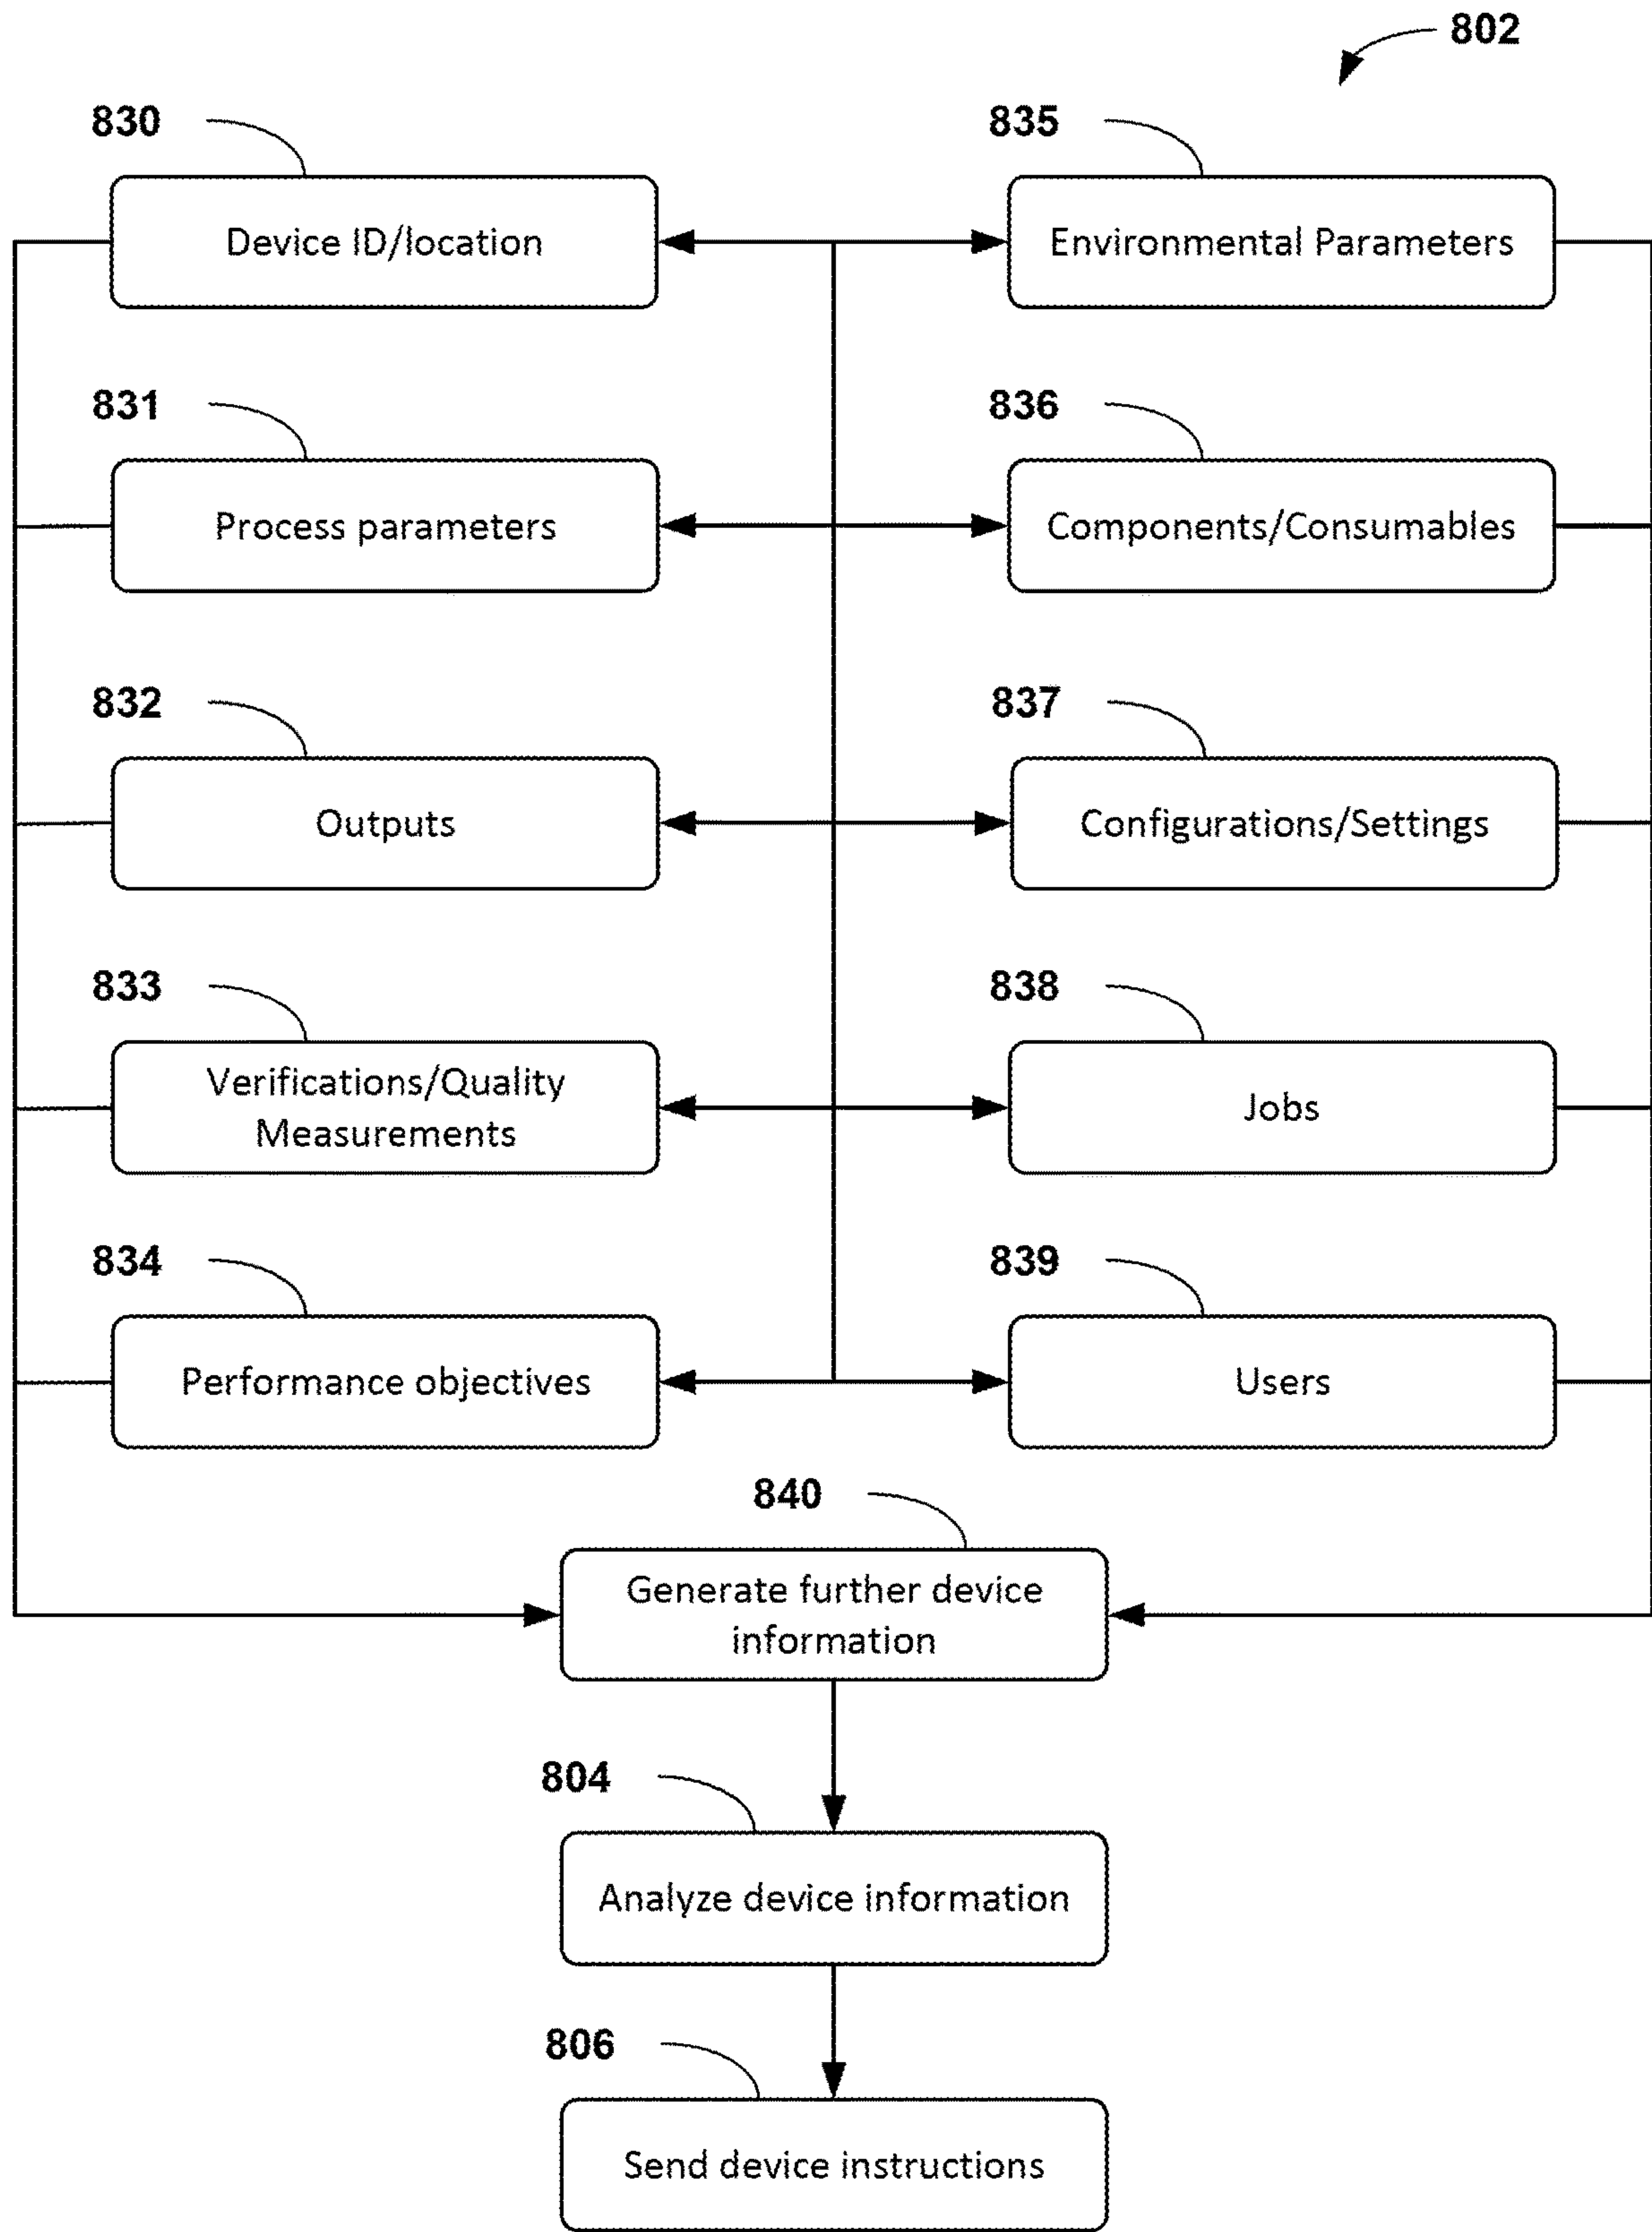 802
830
835
Device ID/location
Environmental Parameters
831
836
Process parameters
Components/Consumables
832
837
Outputs
Configurations/Settings
833
838
Verifications/Quality
Measurements
Jobs
834
839
Performance objectives
Users
840
Generate further device
information
804
Analyze device information
806
Send device instructions